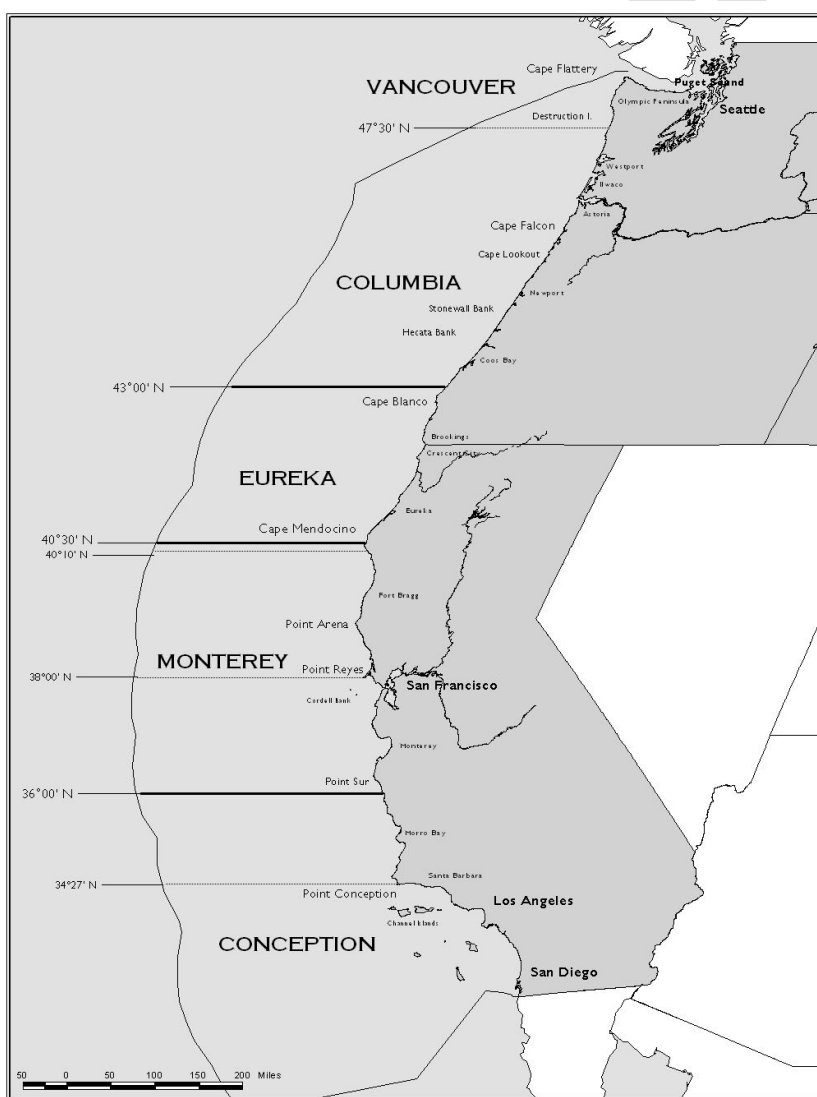 Cape Flattery
VANCOUVER
Puget Sound
Olympic Peninsula
Seattle
Destruction I.
47°30' N
Westport
Ilwaco
Astoria
Cape Falcon
Cape Lookout
COLUMBIA
Newport
Stonewall Bank
Hecata Bank
Coos Bay
43°00' N
Cape Blanco
Brookings
Crescent City
EUREKA
Eureka
Cape Mendocino
40°30' N
40°10' N
Fort Bragg
Point Arena
MONTEREY
Point Reyes
38°00' N
San Francisco
Cordell Bank
Monterey
Point Sur
36°00' N
Morro Bay
Santa Barbara
34°27' N
Point Conception
Los Angeles
Channel Islands
CONCEPTION
San Diego
50 0 50 100 150 200 Miles